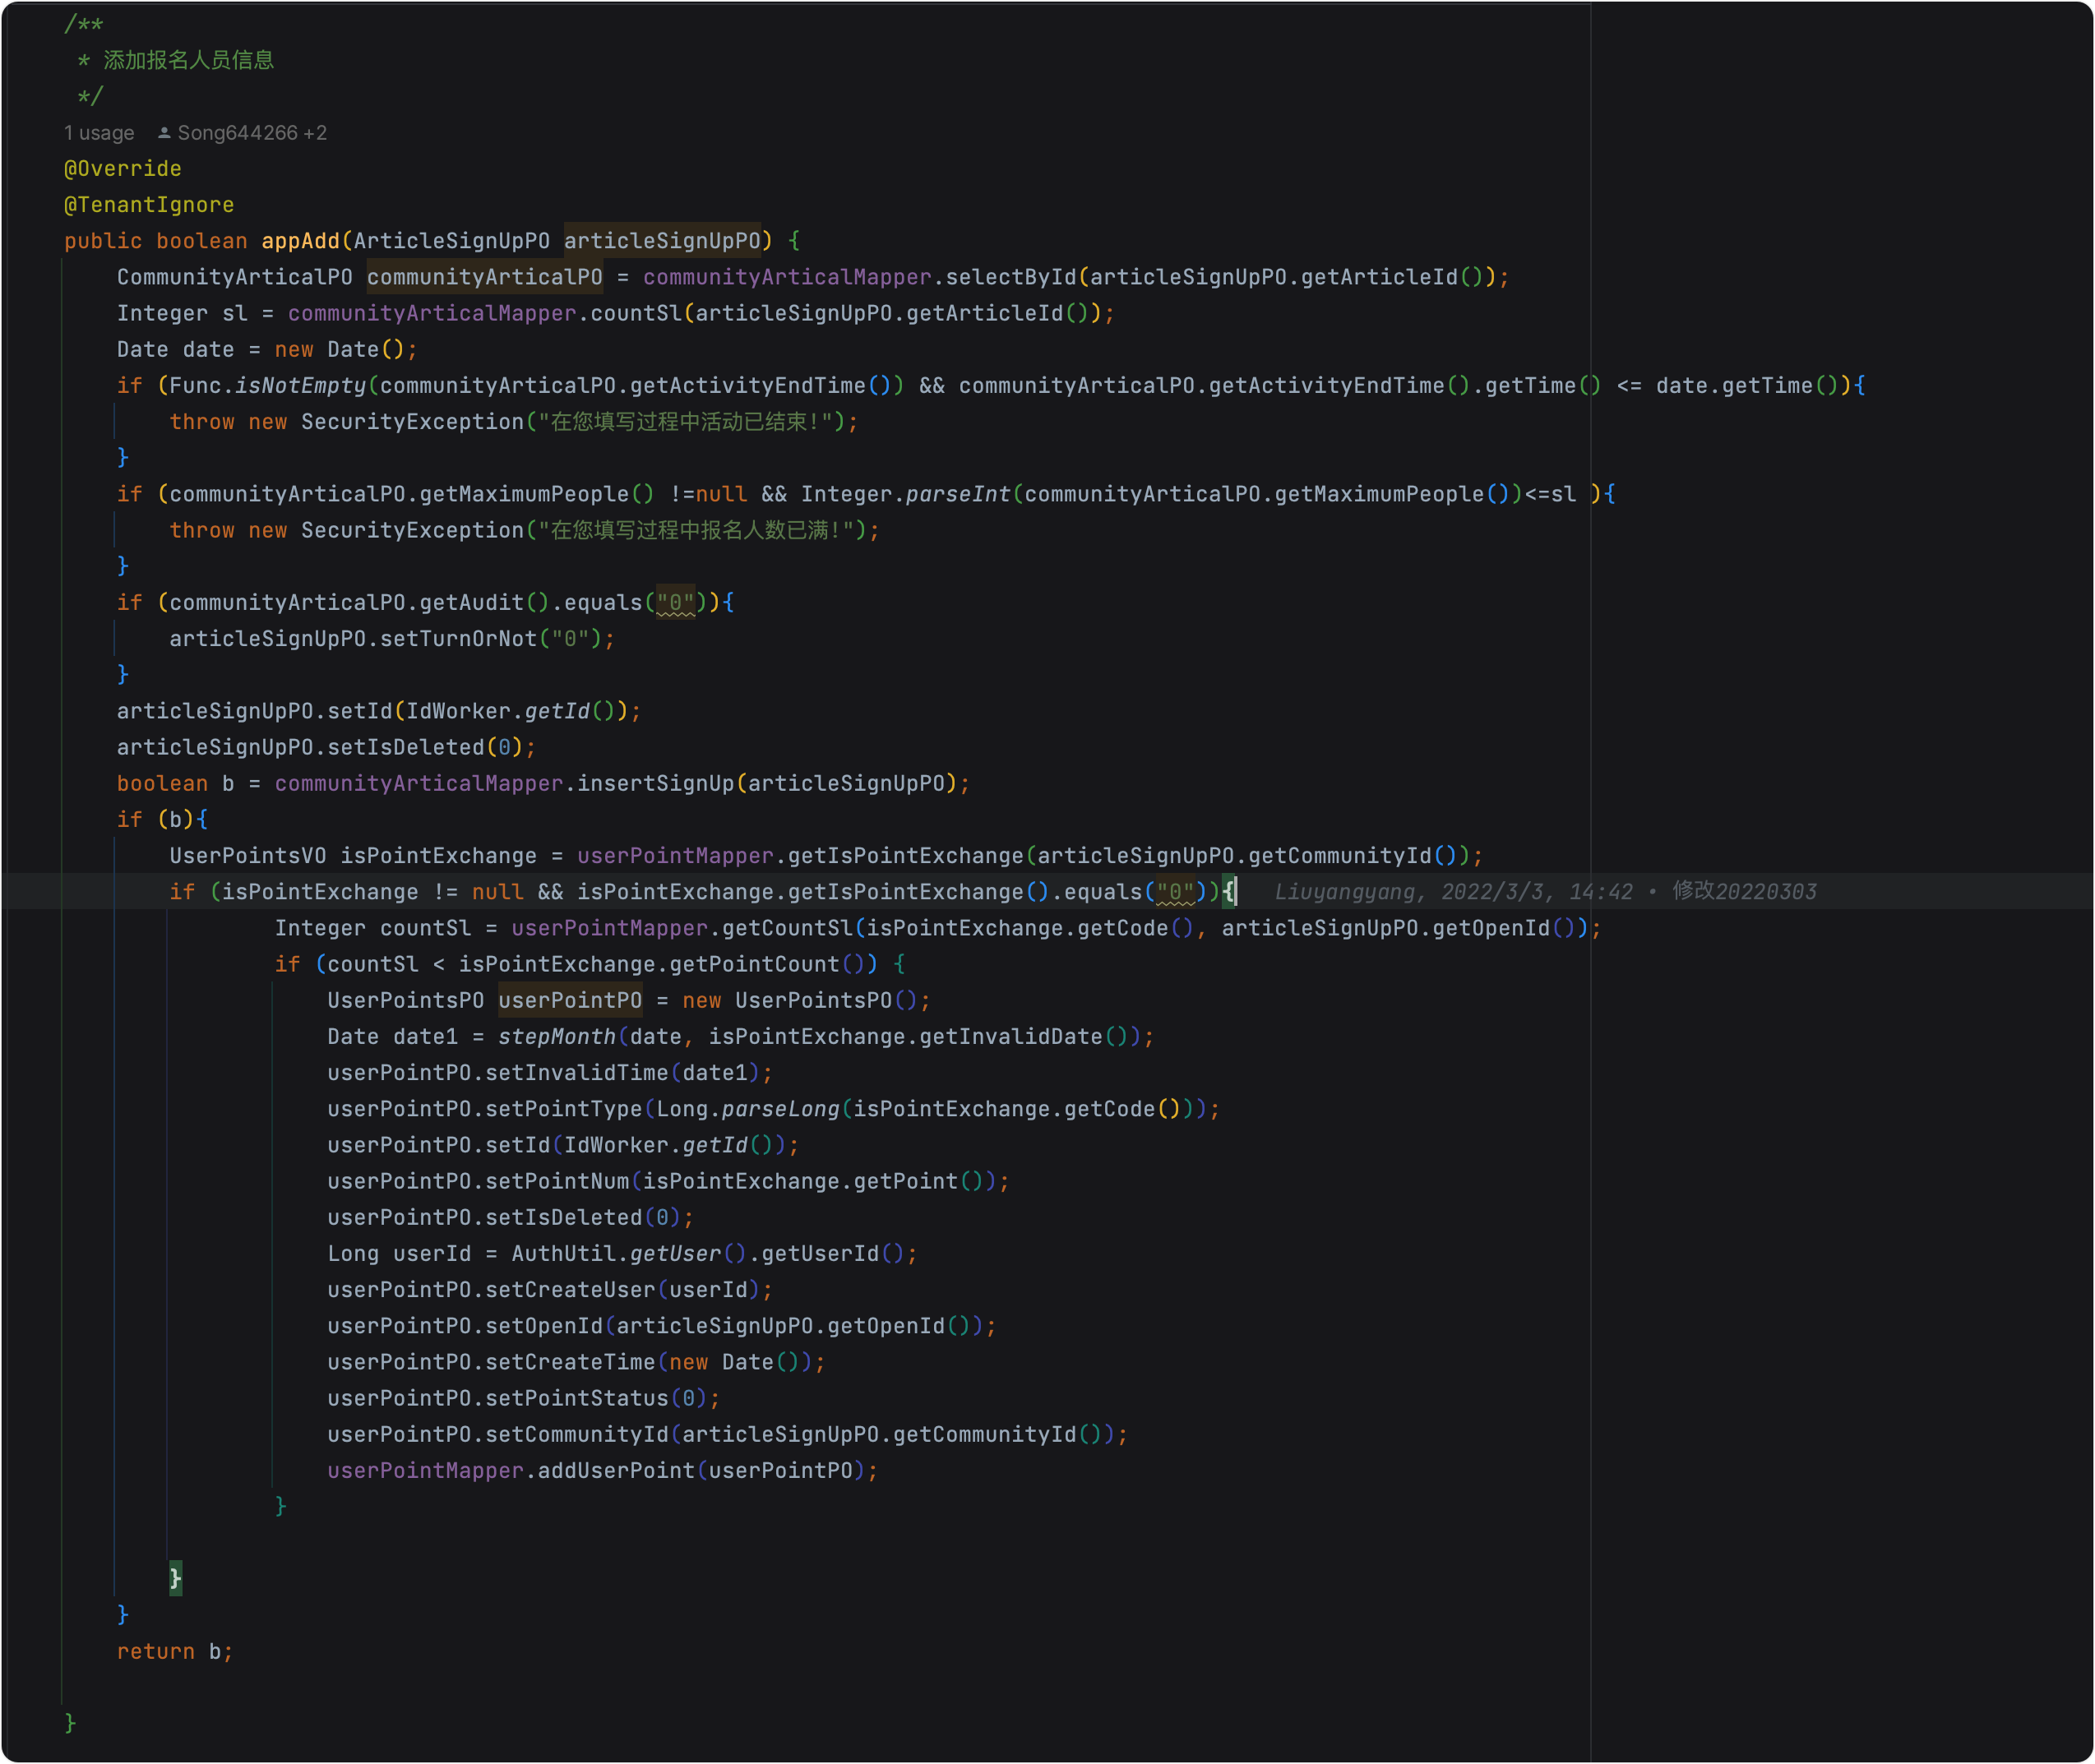 /**
 * 添加报名人员信息
 */
1 usage Song644266 +2
@Override
@TenantIgnore
public boolean appAdd(ArticleSignUpPO articleSignUpPO) {
    CommunityArticalPO communityArticalPO = communityArticalMapper.selectById(articleSignUpPO.getArticleId());
    Integer sl = communityArticalMapper.countSl(articleSignUpPO.getArticleId());
    Date date = new Date();
    if (Func.isNotEmpty(communityArticalPO.getActivityEndTime()) && communityArticalPO.getActivityEndTime().getTime() <= date.getTime()){
        throw new SecurityException("在您填写过程中活动已结束!");
    }
    if (communityArticalPO.getMaximumPeople() !=null && Integer.parseInt(communityArticalPO.getMaximumPeople())<=sl ){
        throw new SecurityException("在您填写过程中报名人数已满!");
    }
    if (communityArticalPO.getAudit().equals("0")){
        articleSignUpPO.setTurnOrNot("0");
    }
    articleSignUpPO.setId(IdWorker.getId());
    articleSignUpPO.setIsDeleted(0);
    boolean b = communityArticalMapper.insertSignUp(articleSignUpPO);
    if (b){
        UserPointsVO isPointExchange = userPointMapper.getIsPointExchange(articleSignUpPO.getCommunityId());
        if (isPointExchange != null && isPointExchange.getIsPointExchange().equals("0")){ Liuyangyang, 2022/3/3, 14:42 • 修改20220303
                Integer countSl = userPointMapper.getCountSl(isPointExchange.getCode(), articleSignUpPO.getOpenId());
                if (countSl < isPointExchange.getPointCount()) {
                    UserPointsPO userPointPO = new UserPointsPO();
                    Date date1 = stepMonth(date, isPointExchange.getInvalidDate());
                    userPointPO.setInvalidTime(date1);
                    userPointPO.setPointType(Long.parseLong(isPointExchange.getCode()));
                    userPointPO.setId(IdWorker.getId());
                    userPointPO.setPointNum(isPointExchange.getPoint());
                    userPointPO.setIsDeleted(0);
                    Long userId = AuthUtil.getUser().getUserId();
                    userPointPO.setCreateUser(userId);
                    userPointPO.setOpenId(articleSignUpPO.getOpenId());
                    userPointPO.setCreateTime(new Date());
                    userPointPO.setPointStatus(0);
                    userPointPO.setCommunityId(articleSignUpPO.getCommunityId());
                    userPointMapper.addUserPoint(userPointPO);
                }
        }
    }
    return b;
}